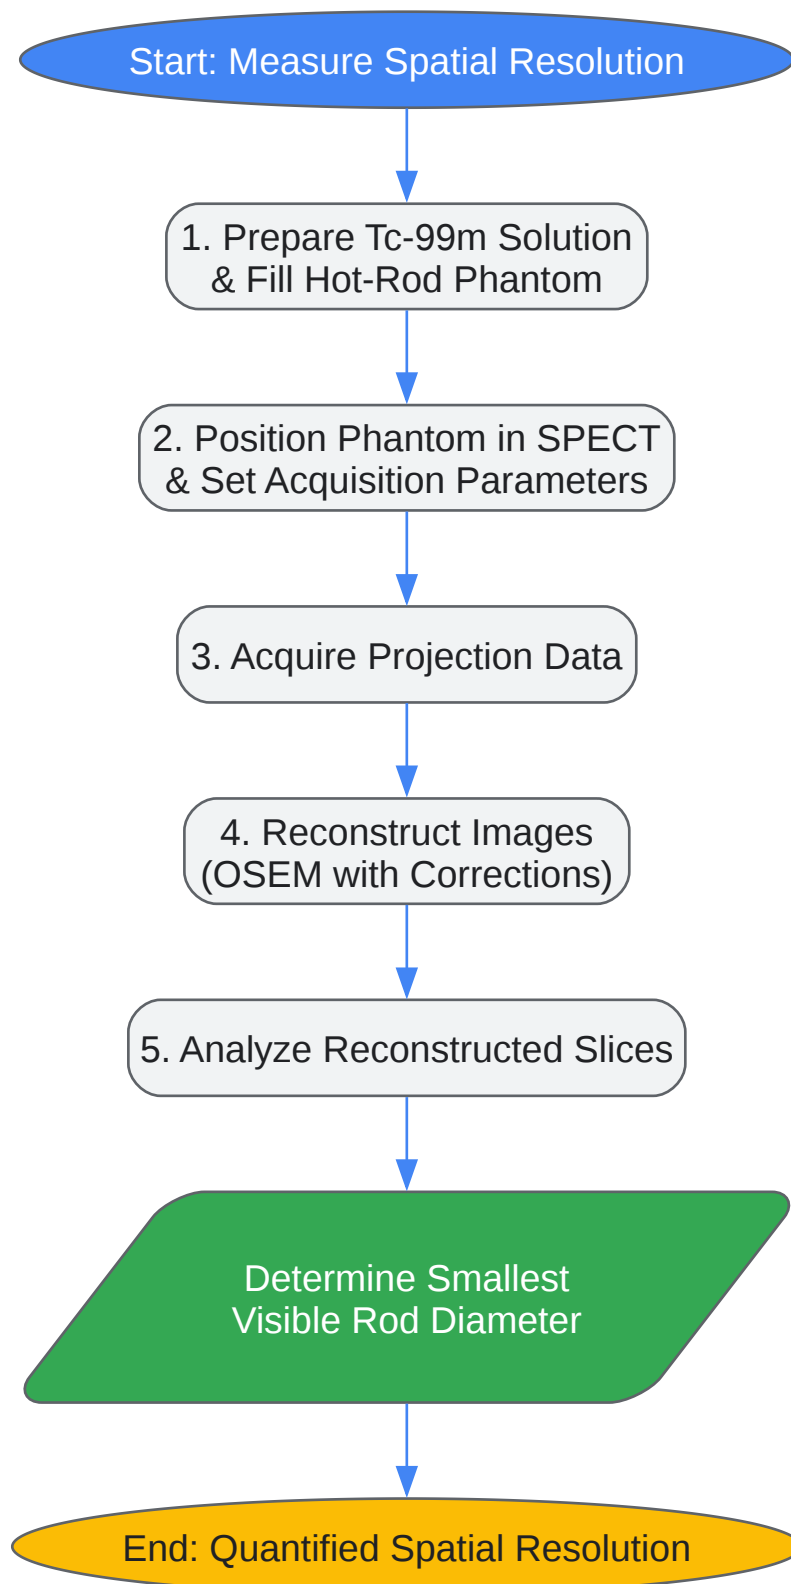 Start: Measure Spatial Resolution
1. Prepare Tc-99m Solution
& Fill Hot-Rod Phantom
2. Position Phantom in SPECT
& Set Acquisition Parameters
3. Acquire Projection Data
4. Reconstruct Images
(OSEM with Corrections)
5. Analyze Reconstructed Slices
Determine Smallest
Visible Rod Diameter
End: Quantified Spatial Resolution